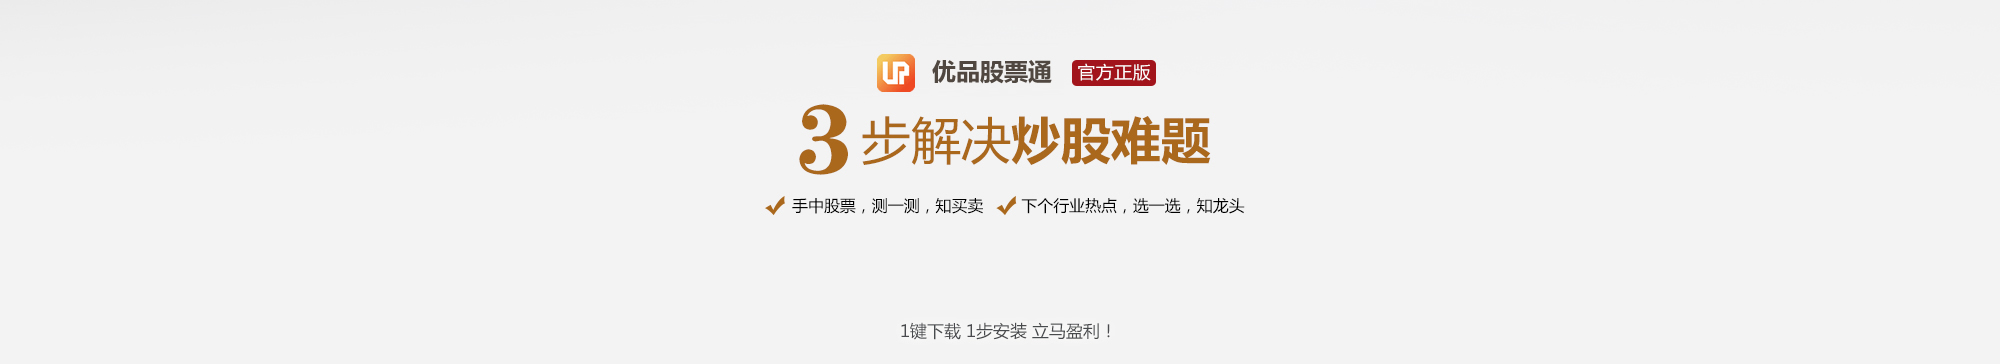 UP 优品股票通 官方正版
3步解决炒股难题
手中股票，测一测，知买卖 下个行业热点，选一选，知龙头
1键下载 1步安装 立马盈利！